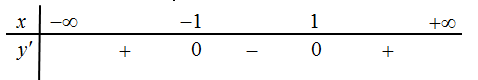 x −∞ −1 1 +∞
y′ + 0 − 0 +